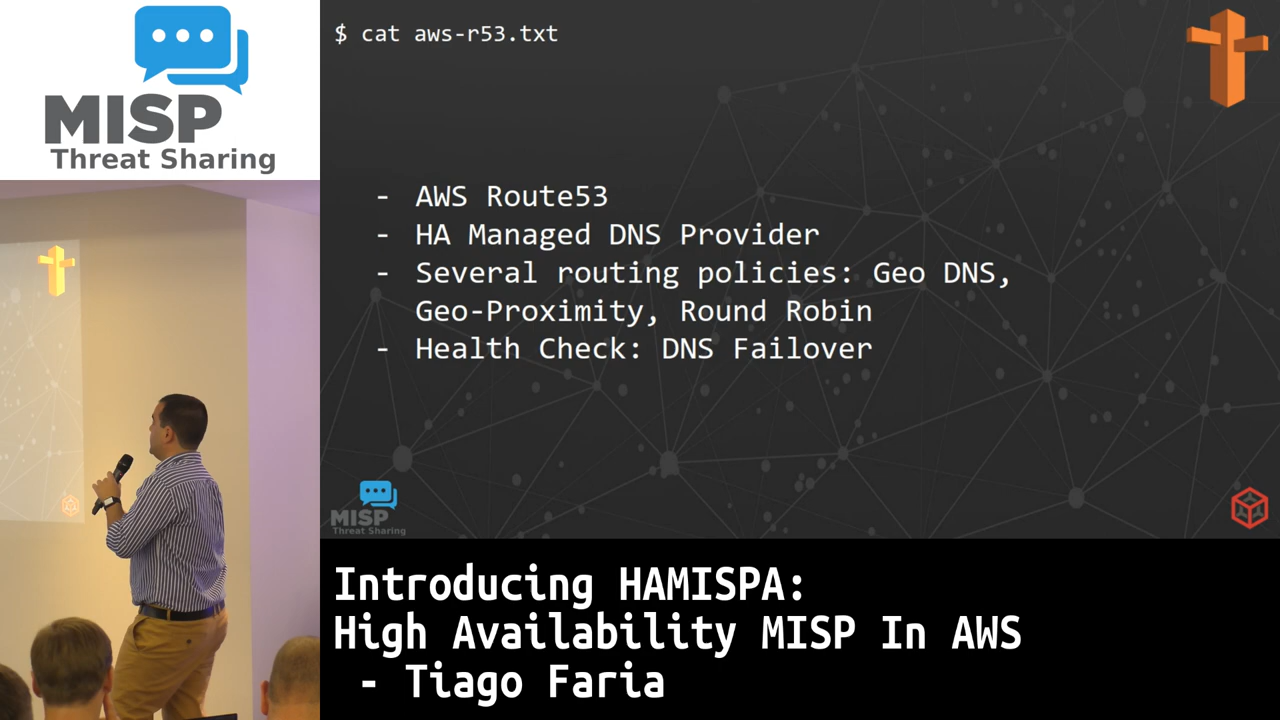 MISP
Threat Sharing
$ cat aws-r53.txt
- AWS Route53
- HA Managed DNS Provider
- Several routing policies: Geo DNS,
Geo-Proximity, Round Robin
- Health Check: DNS Failover
MISP
Threat Sharing
Introducing HAMISPA:
High Availability MISP In AWS
- Tiago Faria